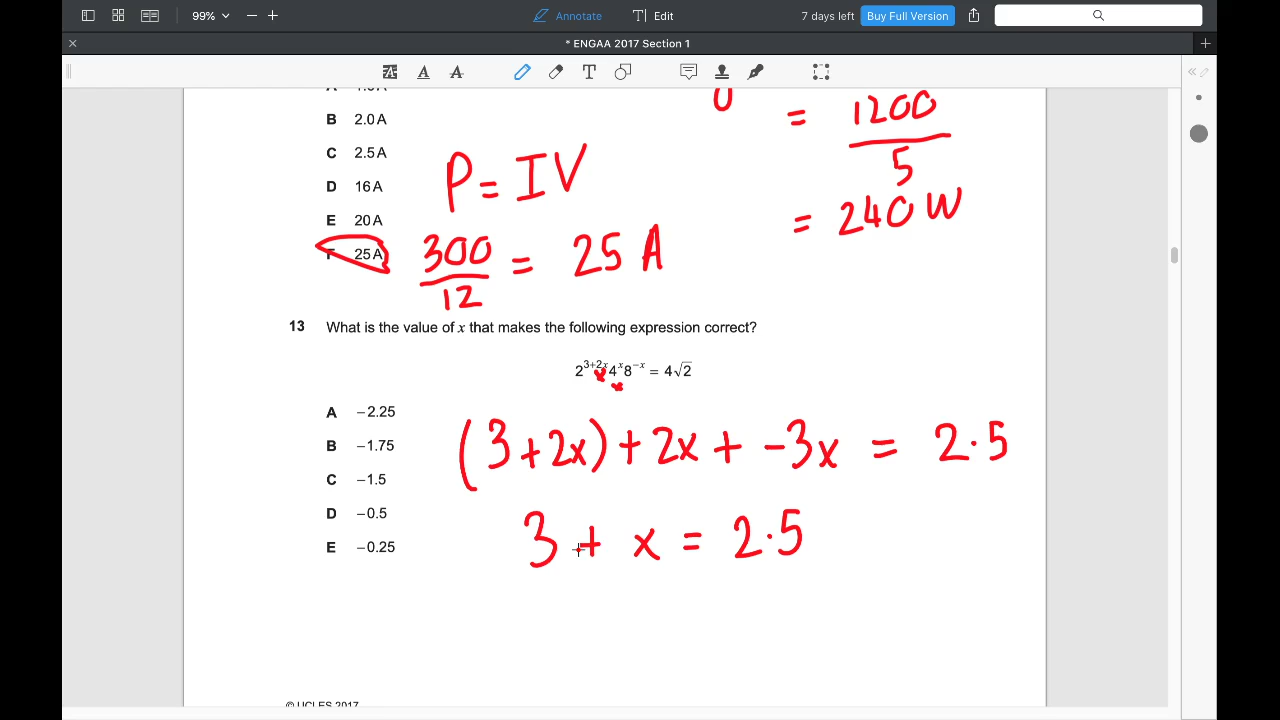 99% Annotate Edit 7 days left Buy Full Version
* ENGAA 2017 Section 1
B 2.0 A
C 2.5 A
D 16 A
E 20 A
F 25 A
P = IV
300/12 = 25 A
= 1200/5
= 240 W
13 What is the value of x that makes the following expression correct?
2^{3+2x} 4^x 8^{−x} = 4√2
A −2.25
B −1.75
C −1.5
D −0.5
E −0.25
(3+2x) + 2x + -3x = 2.5
3 + x = 2.5
© UCLES 2017